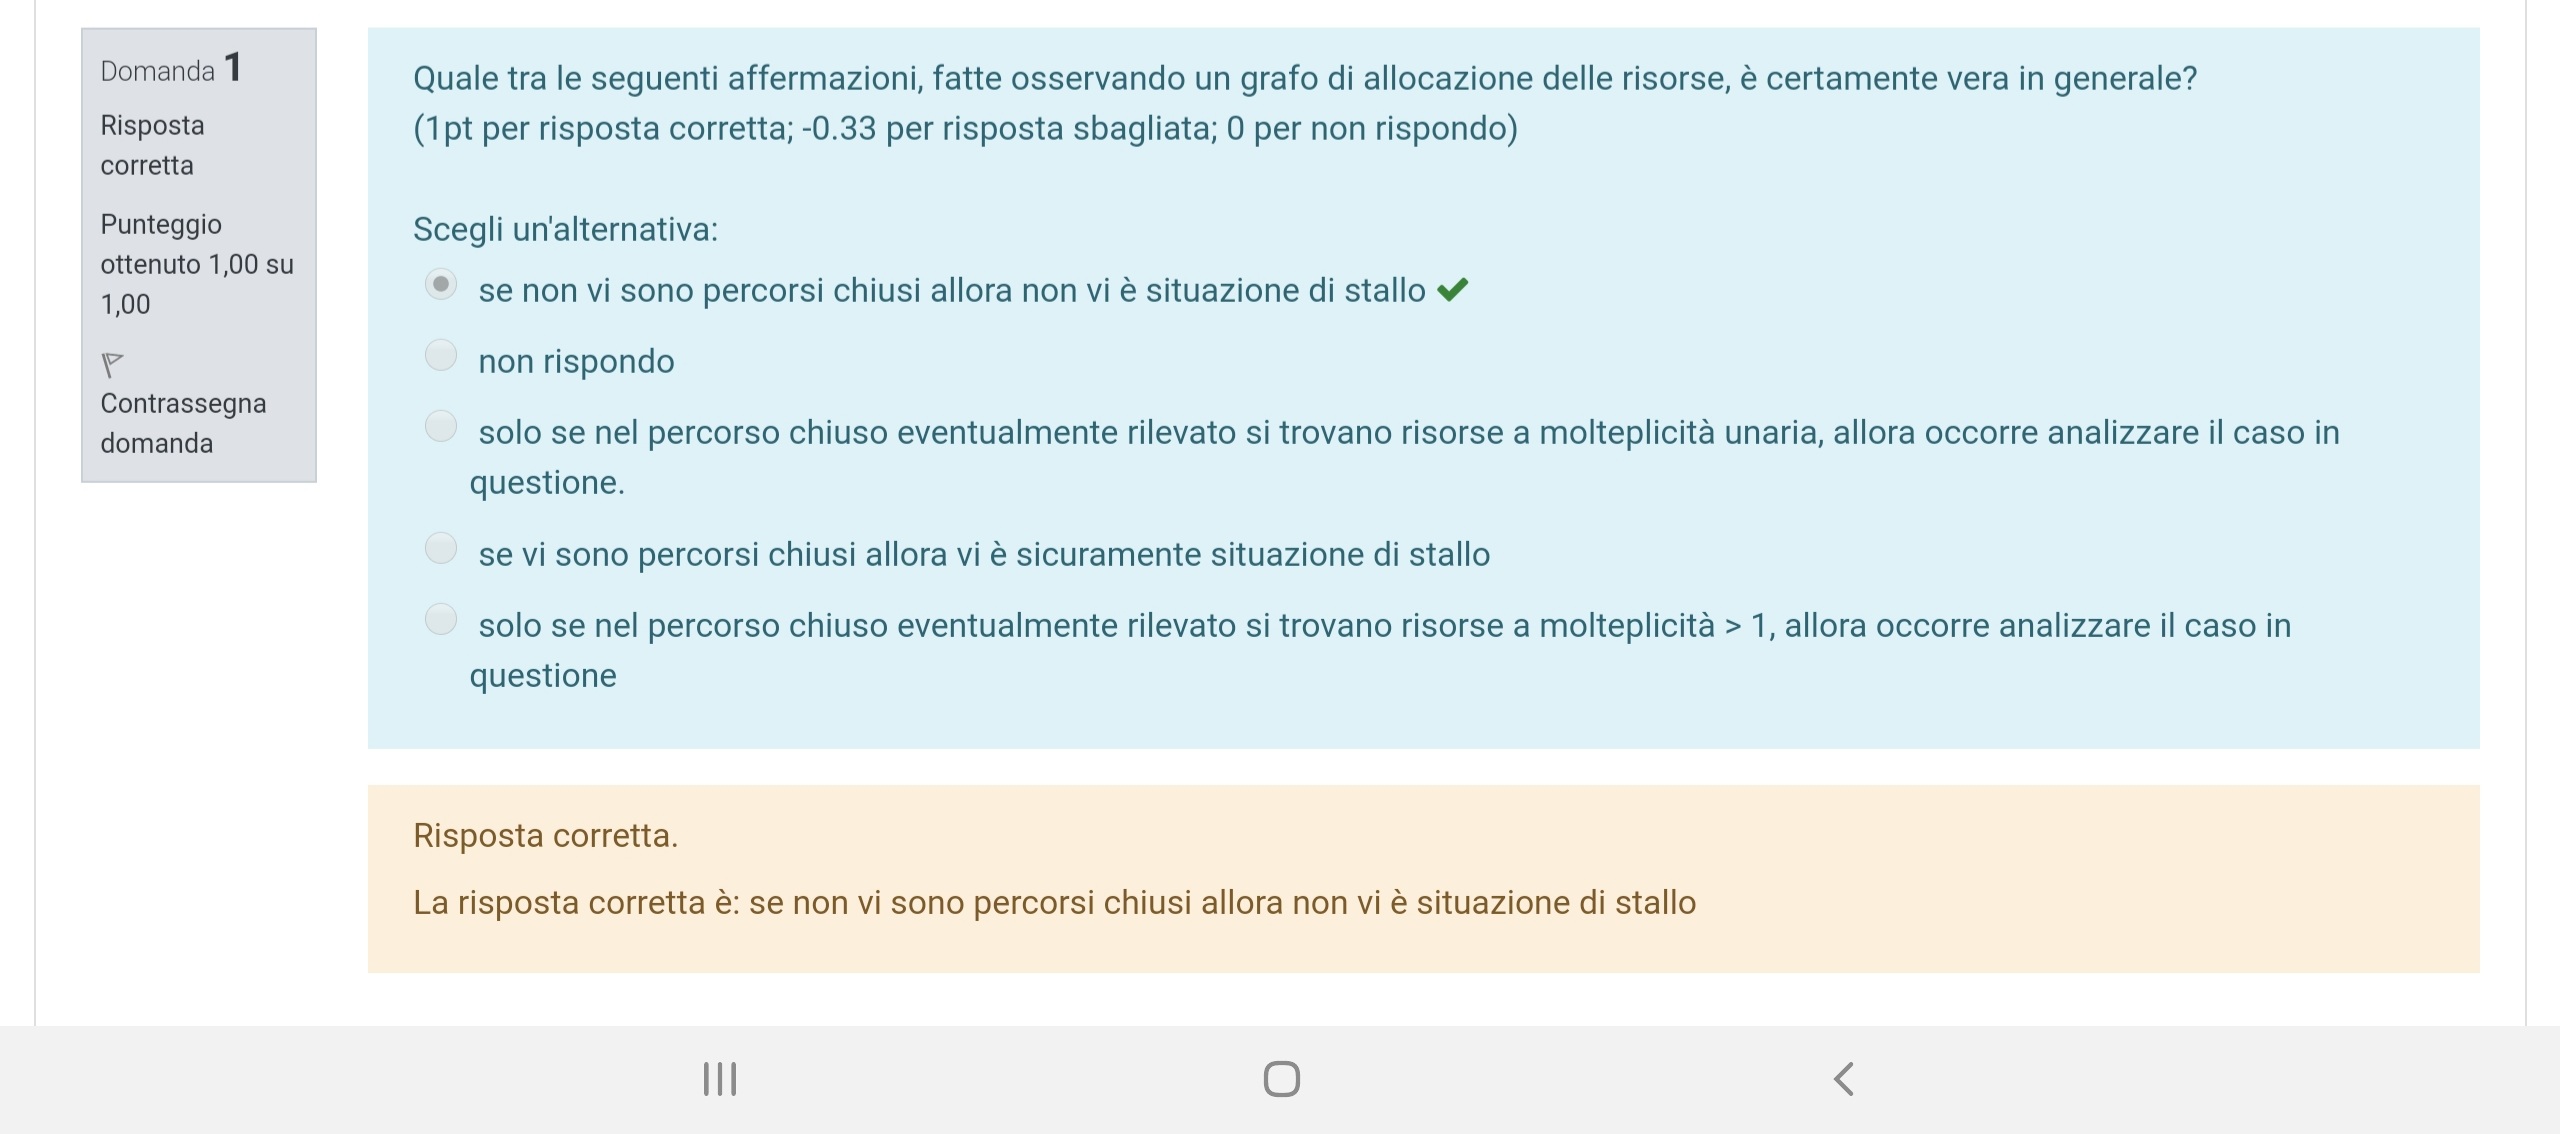 Domanda 1
Risposta
corretta
Punteggio
ottenuto 1,00 su
1,00
Contrassegna
domanda
Quale tra le seguenti affermazioni, fatte osservando un grafo di allocazione delle risorse, è certamente vera in generale?
(1pt per risposta corretta; -0.33 per risposta sbagliata; 0 per non rispondo)
Scegli un'alternativa:
se non vi sono percorsi chiusi allora non vi è situazione di stallo
non rispondo
solo se nel percorso chiuso eventualmente rilevato si trovano risorse a molteplicità unaria, allora occorre analizzare il caso in
questione.
se vi sono percorsi chiusi allora vi è sicuramente situazione di stallo
solo se nel percorso chiuso eventualmente rilevato si trovano risorse a molteplicità > 1, allora occorre analizzare il caso in
questione
Risposta corretta.
La risposta corretta è: se non vi sono percorsi chiusi allora non vi è situazione di stallo